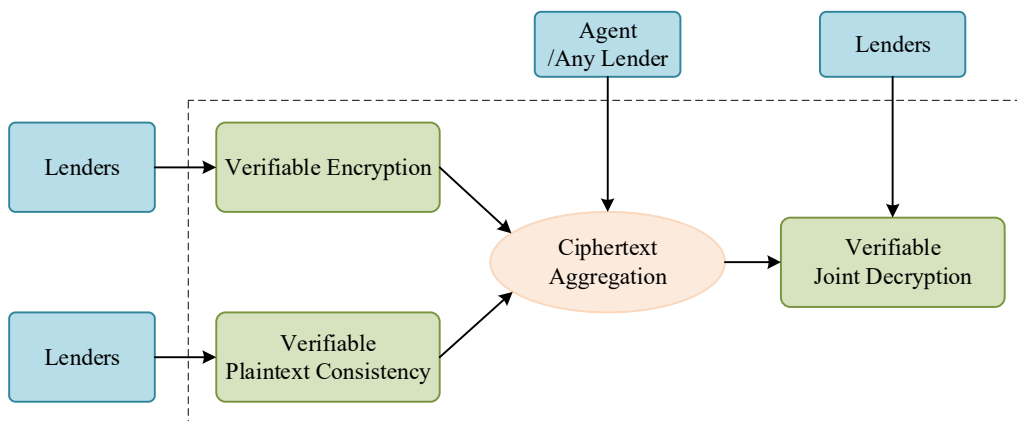 Agent
/Any Lender
Lenders
Lenders
Verifiable Encryption
Ciphertext
Aggregation
Verifiable
Joint Decryption
Lenders
Verifiable
Plaintext Consistency